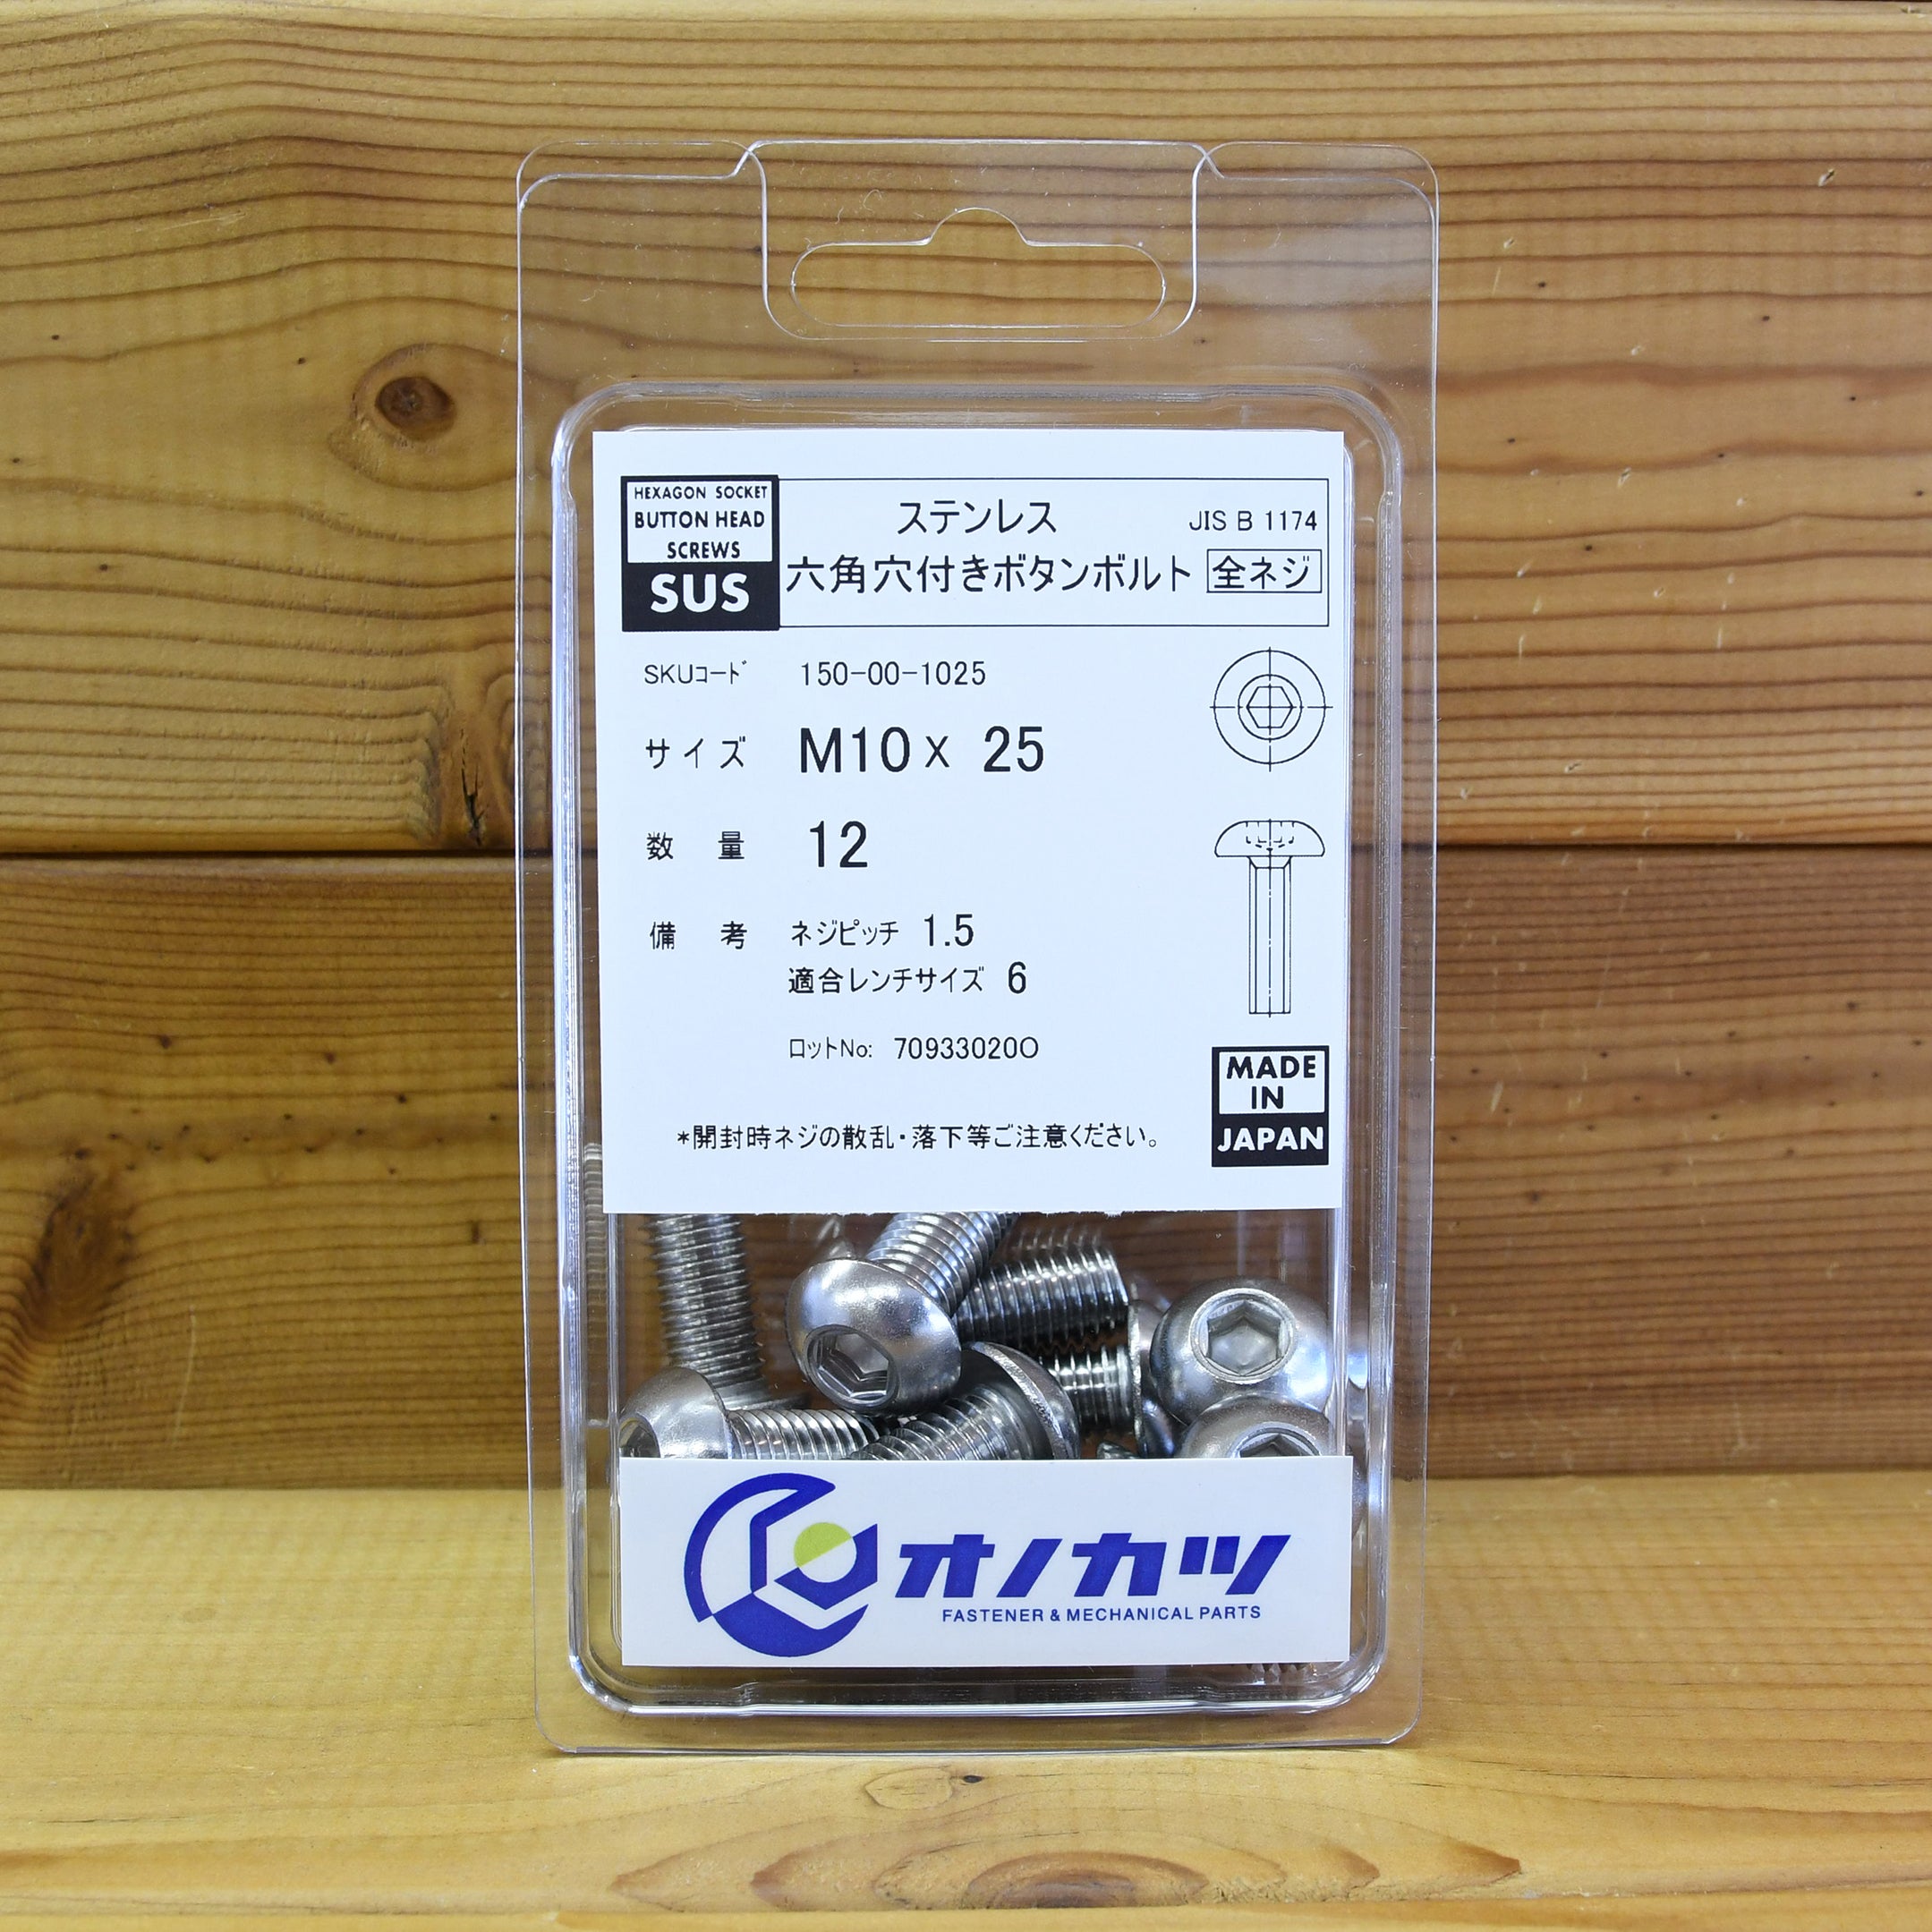 HEXAGON SOCKET
BUTTON HEAD
SCREWS
SUS
ステンレス JIS B 1174
六角穴付きボタンボルト 全ネジ
SKUコード 150-00-1025
サイズ M10 x 25
数量 12
備考 ネジピッチ 1.5
適合レンチサイズ 6
ロットNo: 70933020O
MADE
IN
JAPAN
*開封時ネジの散乱・落下等ご注意ください。
オノカツ
FASTENER & MECHANICAL PARTS